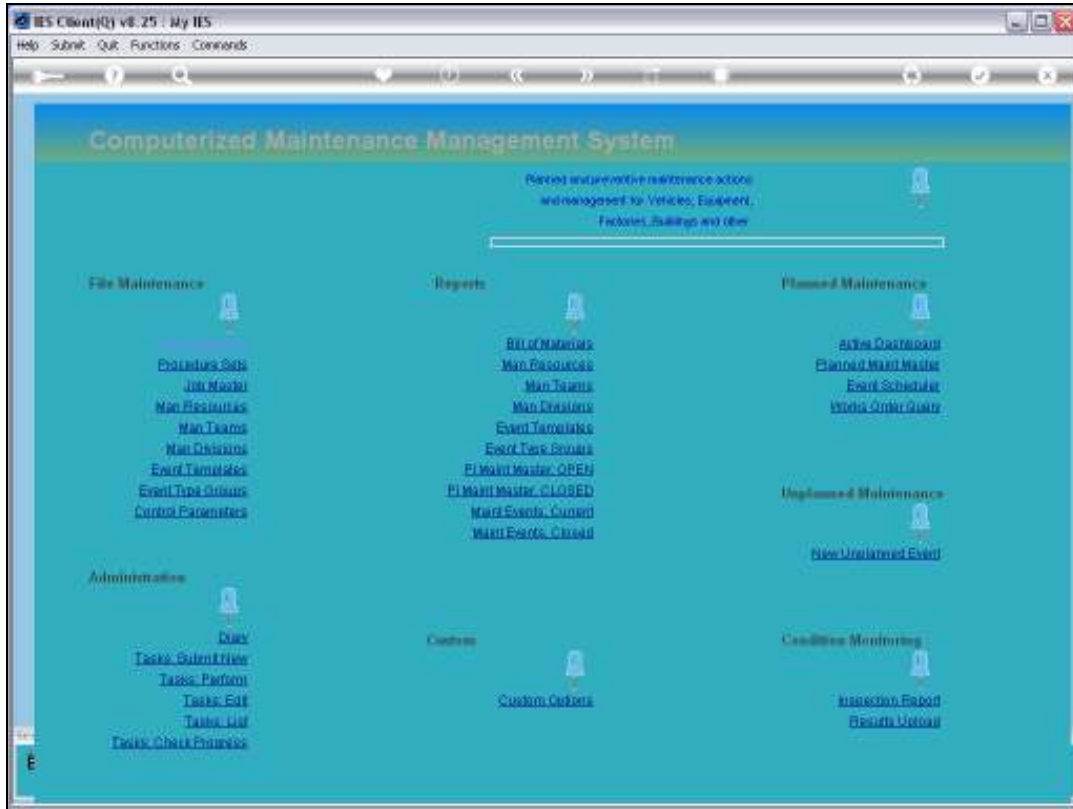 IES Client(Q) v8.25 : My IES
Help Submit Quit Functions Commands
Computerized Maintenance Management System
Planned and preventive maintenance actions
and management for Vehicles, Equipment,
Factories, Buildings and other
File Maintenance
Procedure Sets
Job Master
Man Resources
Man Teams
Man Divisions
Event Templates
Event Type Groups
Control Parameters
Administration
Diary
Tasks: Submit New
Tasks: Perform
Tasks: Edit
Tasks: List
Tasks: Check Progress
Reports
Bill of Materials
Man Resources
Man Teams
Man Divisions
Event Templates
Event Type Groups
Pl Maint Master: OPEN
Pl Maint Master: CLOSED
Maint Events: Current
Maint Events: Closed
Custom
Custom Options
Planned Maintenance
Active Dashboard
Planned Maint Master
Event Scheduler
Works Order Query
Unplanned Maintenance
New Unplanned Event
Condition Monitoring
Inspection Report
Results Upload